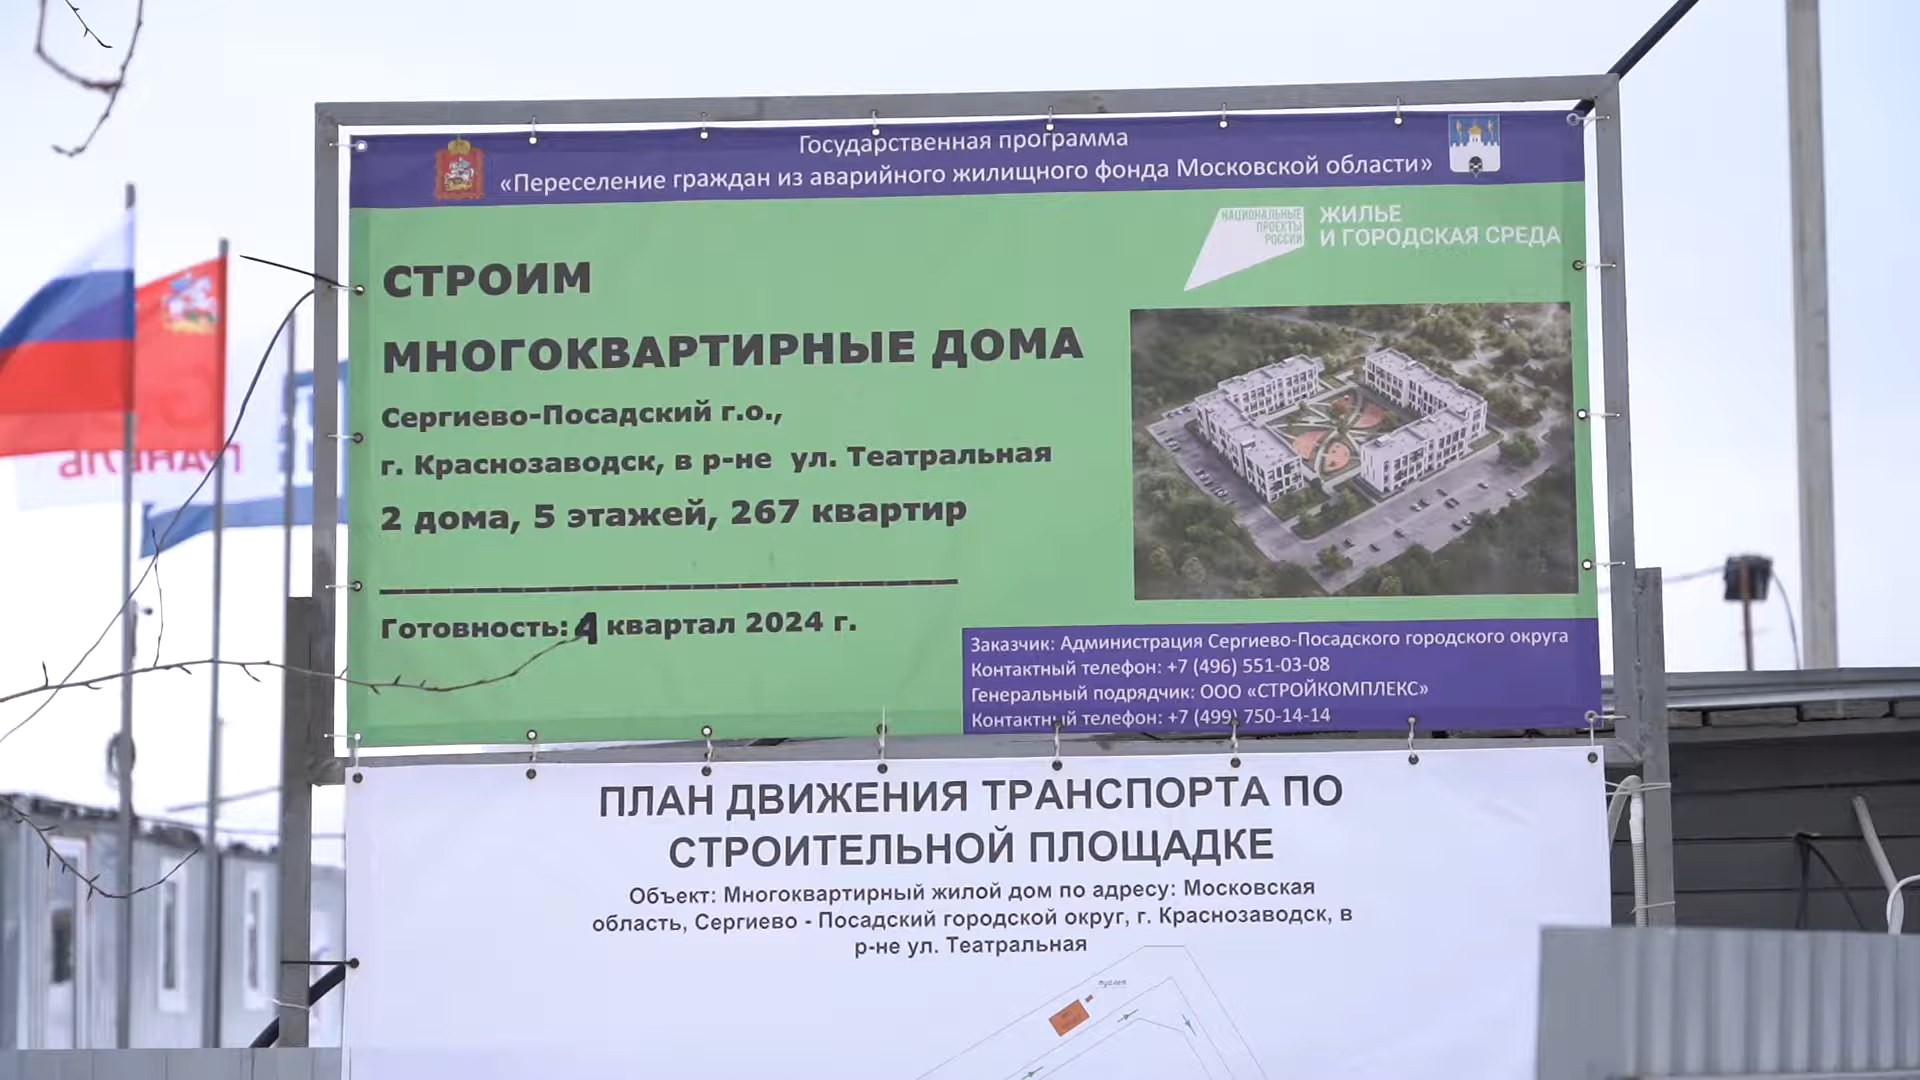 Государственная программа
«Переселение граждан из аварийного жилищного фонда Московской области»
НАЦИОНАЛЬНЫЕ
ПРОЕКТЫ
РОССИИ
ЖИЛЬЕ
И ГОРОДСКАЯ СРЕДА
СТРОИМ
МНОГОКВАРТИРНЫЕ ДОМА
Сергиево-Посадский г.о.,
г. Краснозаводск, в р-не ул. Театральная
2 дома, 5 этажей, 267 квартир
Готовность: 4 квартал 2024 г.
Заказчик: Администрация Сергиево-Посадского городского округа
Контактный телефон: +7 (496) 551-03-08
Генеральный подрядчик: ООО «СТРОЙКОМПЛЕКС»
Контактный телефон: +7 (499) 750-14-14
ПЛАН ДВИЖЕНИЯ ТРАНСПОРТА ПО
СТРОИТЕЛЬНОЙ ПЛОЩАДКЕ
Объект: Многоквартирный жилой дом по адресу: Московская
область, Сергиево - Посадский городской округ, г. Краснозаводск, в
р-не ул. Театральная